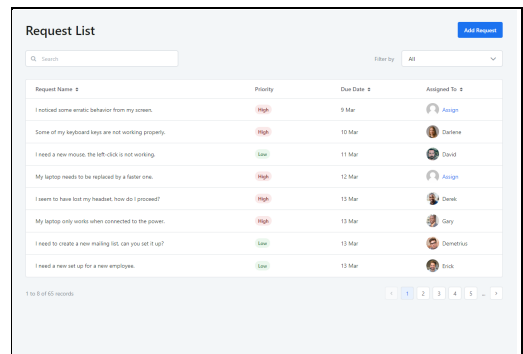 Request List
Add Request
Search
Filter by
All
Request Name Priority Due Date Assigned To
I noticed some erratic behavior from my screen. High 9 Mar Assign
Some of my keyboard keys are not working properly. High 10 Mar Darlene
I need a new mouse, the left-click is not working. Low 11 Mar David
My laptop needs to be replaced by a faster one. High 12 Mar Assign
I seem to have lost my headset, how do I proceed? High 13 Mar Derek
My laptop only works when connected to the power. High 13 Mar Gary
I need to create a new mailing list, can you set it up? Low 13 Mar Demetrius
I need a new set up for a new employee. Low 13 Mar Erick
1 to 8 of 65 records
< 1 2 3 4 5 ... >